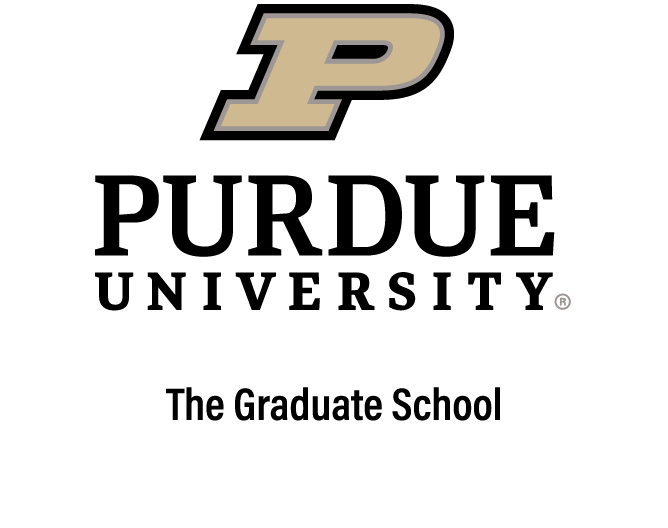 P
PURDUE
UNIVERSITY®
The Graduate School